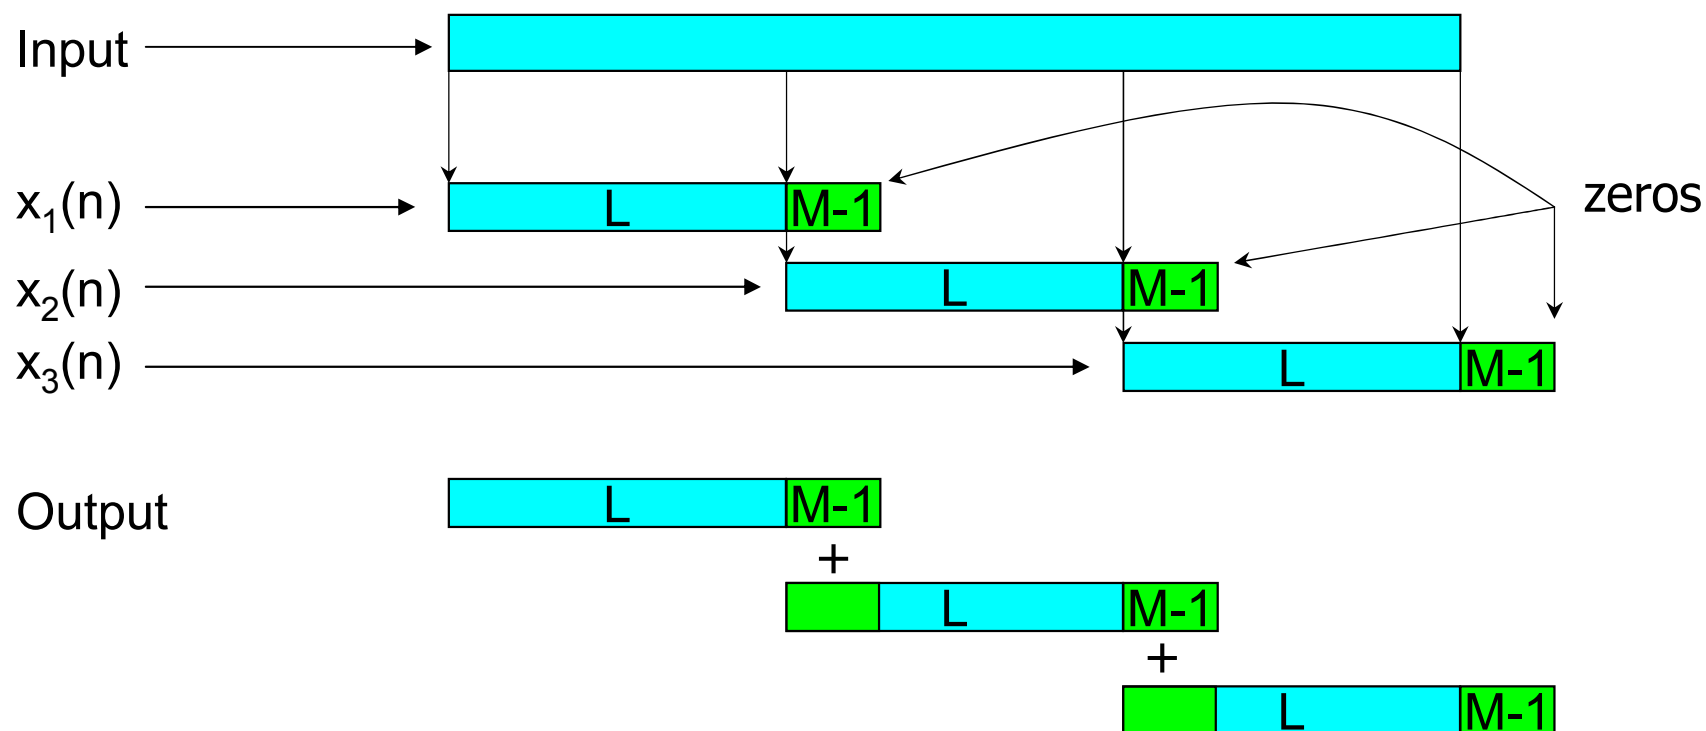 Input
x₁(n)
L
M-1
zeros
x₂(n)
L
M-1
x₃(n)
L
M-1
Output
L
M-1
+
L
M-1
+
L
M-1